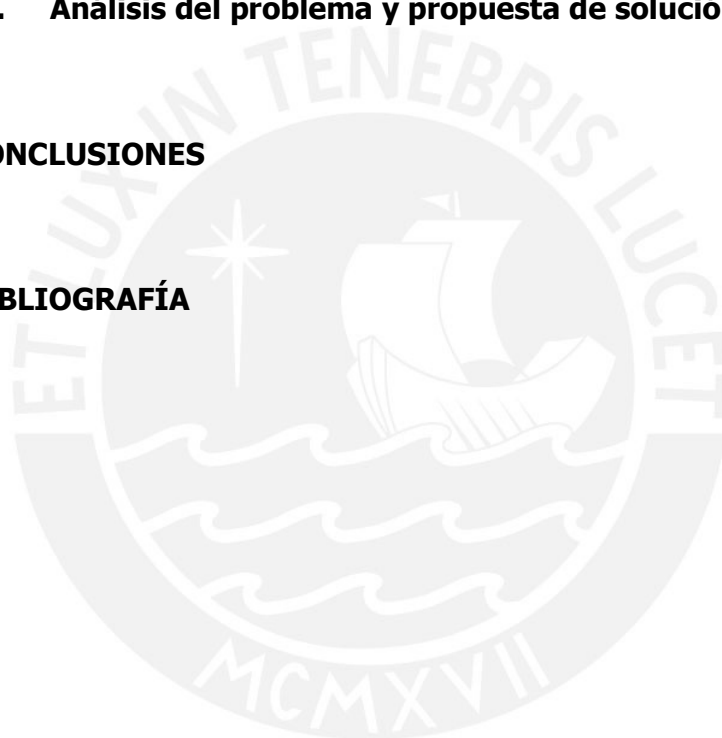 . Análisis del problema y propuesta de solució
ONCLUSIONES
BLIOGRAFÍA
ET LUX IN TENEBRIS LUCET
MCMXVII